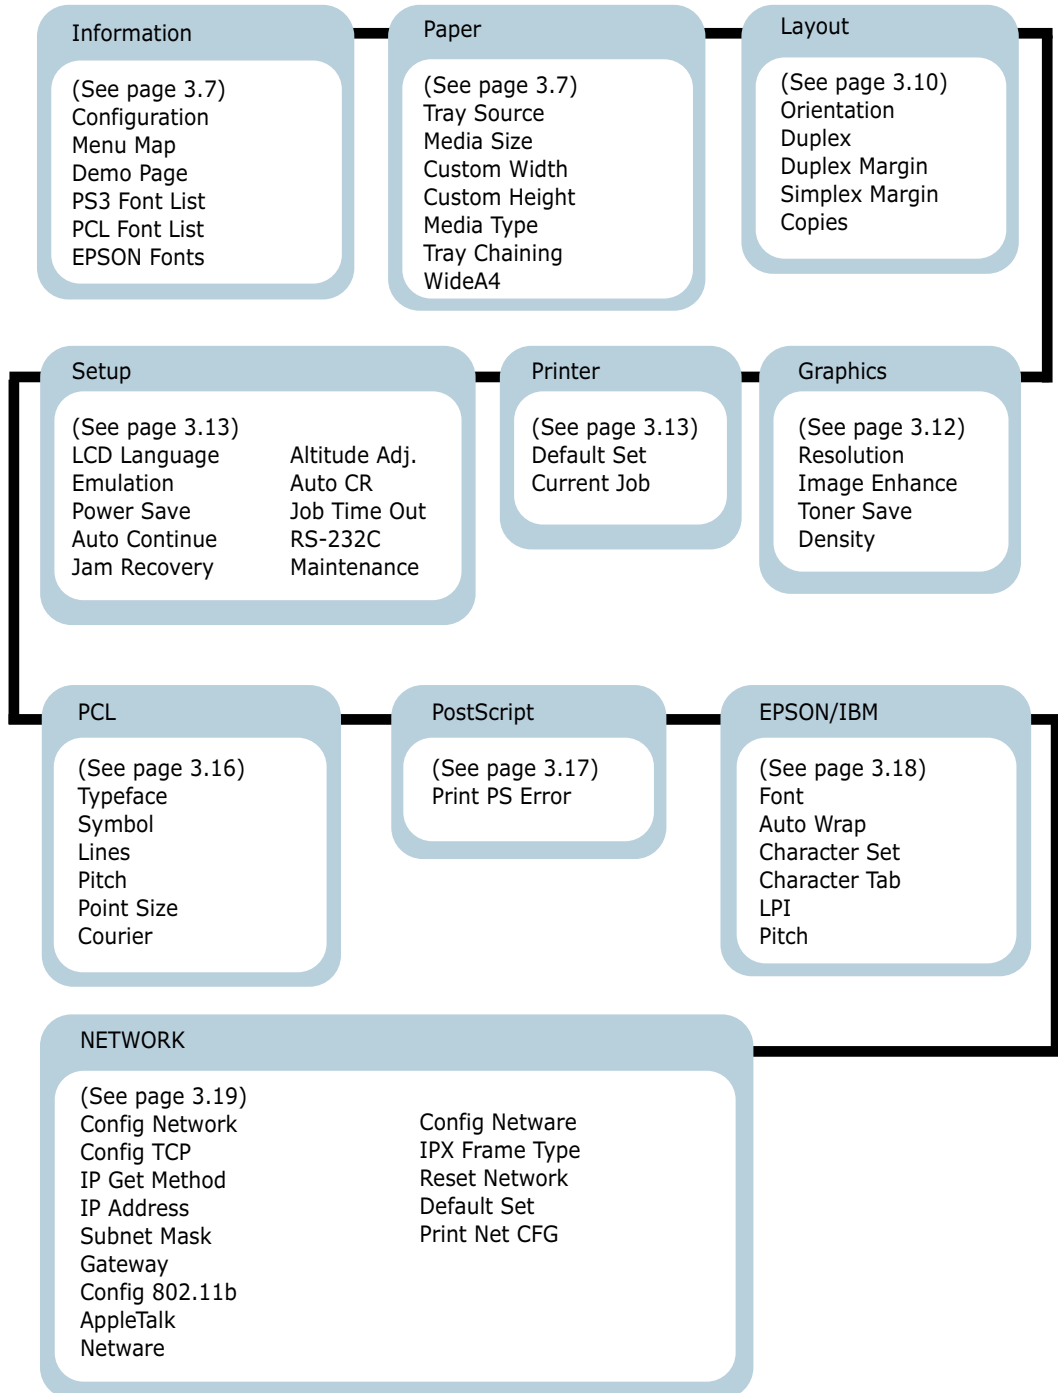 Information
(See page 3.7)
Configuration
Menu Map
Demo Page
PS3 Font List
PCL Font List
EPSON Fonts
Paper
(See page 3.7)
Tray Source
Media Size
Custom Width
Custom Height
Media Type
Tray Chaining
WideA4
Layout
(See page 3.10)
Orientation
Duplex
Duplex Margin
Simplex Margin
Copies
Setup
(See page 3.13)
LCD Language
Emulation
Power Save
Auto Continue
Jam Recovery
Altitude Adj.
Auto CR
Job Time Out
RS-232C
Maintenance
Printer
(See page 3.13)
Default Set
Current Job
Graphics
(See page 3.12)
Resolution
Image Enhance
Toner Save
Density
PCL
(See page 3.16)
Typeface
Symbol
Lines
Pitch
Point Size
Courier
PostScript
(See page 3.17)
Print PS Error
EPSON/IBM
(See page 3.18)
Font
Auto Wrap
Character Set
Character Tab
LPI
Pitch
NETWORK
(See page 3.19)
Config Network
Config TCP
IP Get Method
IP Address
Subnet Mask
Gateway
Config 802.11b
AppleTalk
Netware
Config Netware
IPX Frame Type
Reset Network
Default Set
Print Net CFG